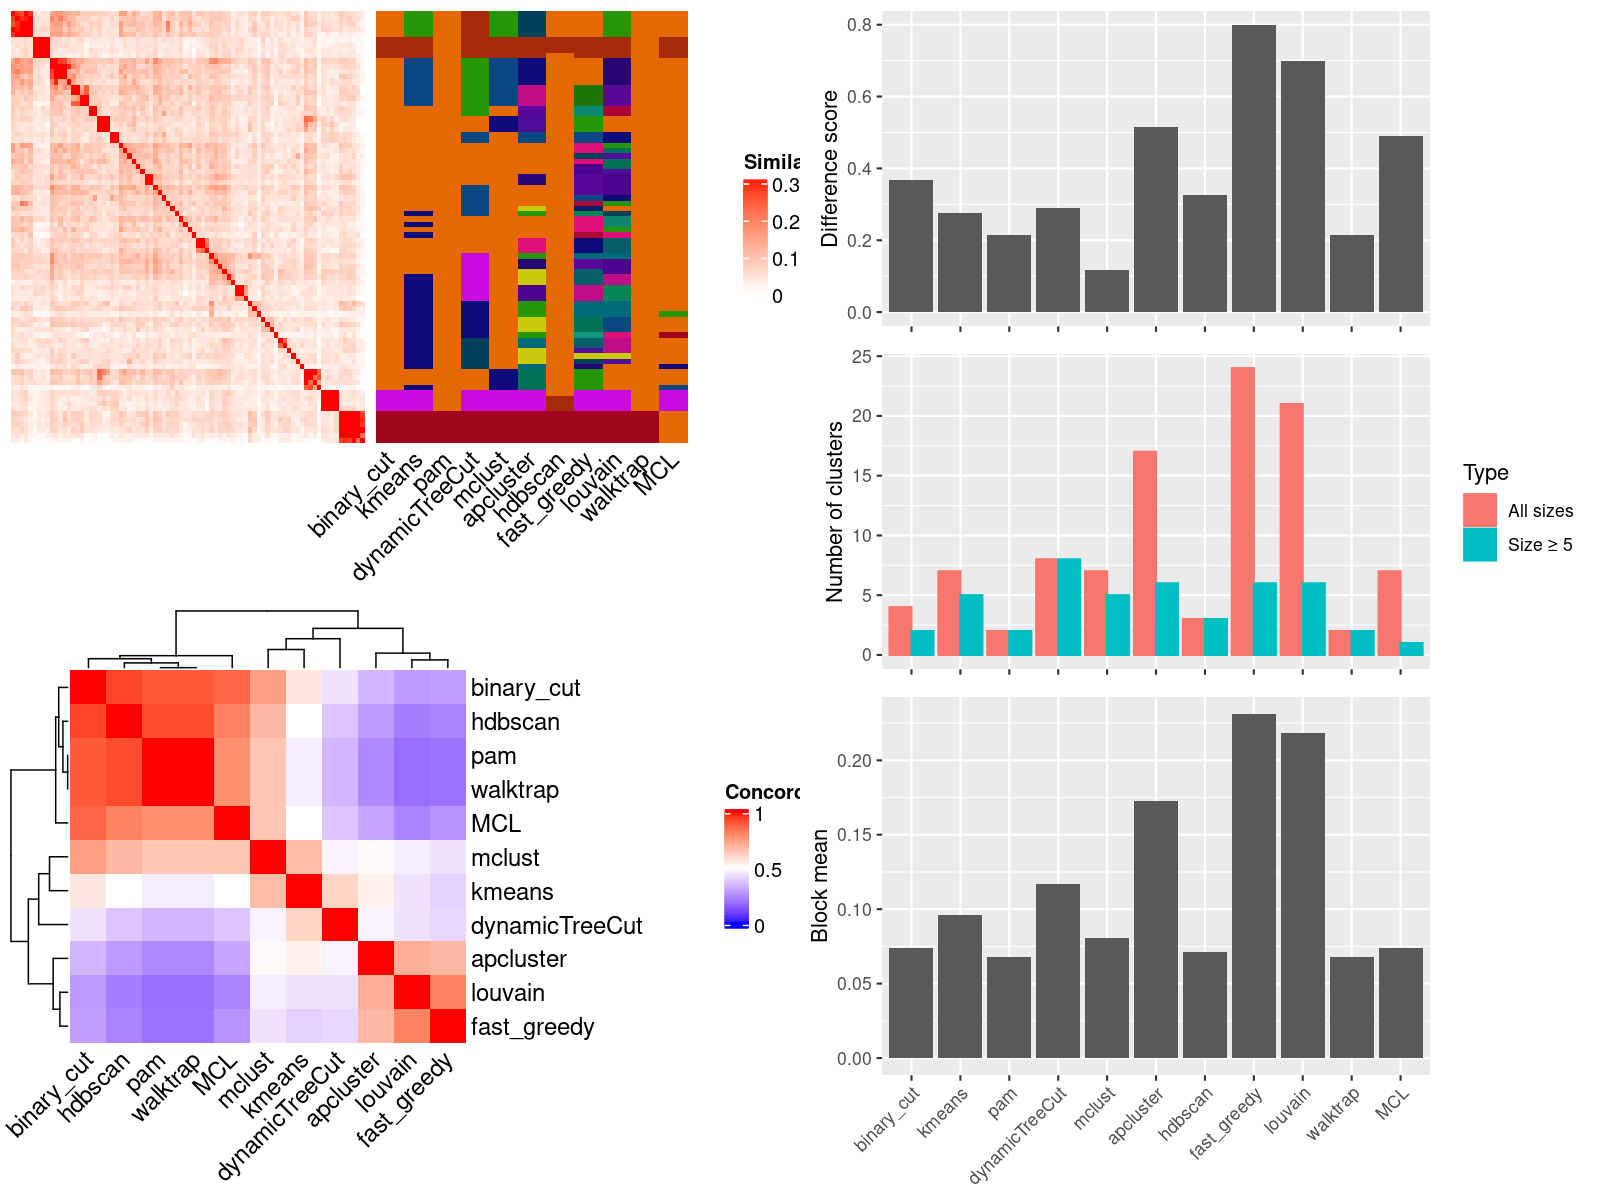 Simila
0.3
0.2
0.1
0
binary_cut
kmeans
pam
dynamicTreeCut
mclust
apcluster
hdbscan
fast_greedy
louvain
walktrap
MCL
binary_cut
hdbscan
pam
walktrap
MCL
mclust
kmeans
dynamicTreeCut
apcluster
louvain
fast_greedy
Concord
1
0.5
0
binary_cut
hdbscan
pam
walktrap
MCL
mclust
kmeans
dynamicTreeCut
apcluster
louvain
fast_greedy
Difference score
0.8
0.6
0.4
0.2
0.0
Number of clusters
25
20
15
10
5
0
Type
All sizes
Size ≥ 5
Block mean
0.20
0.15
0.10
0.05
0.00
binary_cut
kmeans
pam
dynamicTreeCut
mclust
apcluster
hdbscan
fast_greedy
louvain
walktrap
MCL